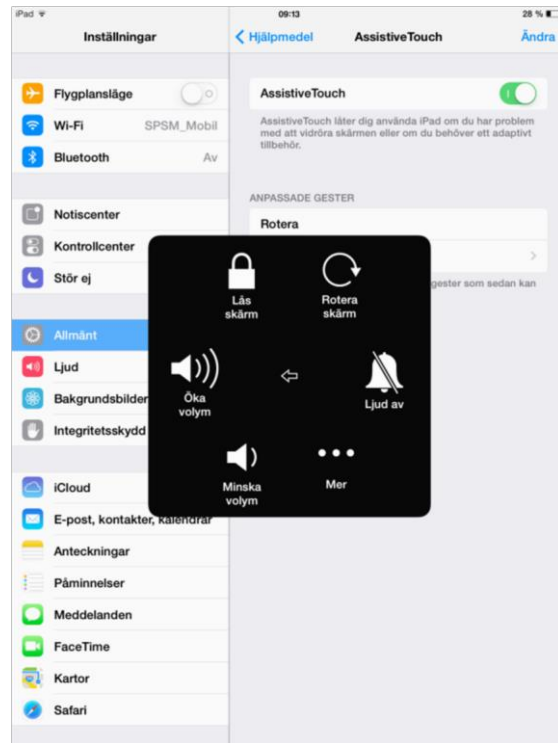 iPad
09:13
28 %
Inställningar
Hjälpmedel
AssistiveTouch
Ändra
Flygplansläge
Wi-Fi
SPSM_Mobil
Bluetooth
Av
Notiscenter
Kontrollcenter
Stör ej
Allmänt
Ljud
Bakgrundsbilder
Integritetsskydd
iCloud
E-post, kontakter, kalendrar
Anteckningar
Påminnelser
Meddelanden
FaceTime
Kartor
Safari
AssistiveTouch
AssistiveTouch låter dig använda iPad om du har problem
med att vidröra skärmen eller om du behöver ett adaptivt
tillbehör.
ANPASSADE GESTER
Rotera
gester som sedan kan
Lås
skärm
Rotera
skärm
Öka
volym
Ljud av
Minska
volym
Mer